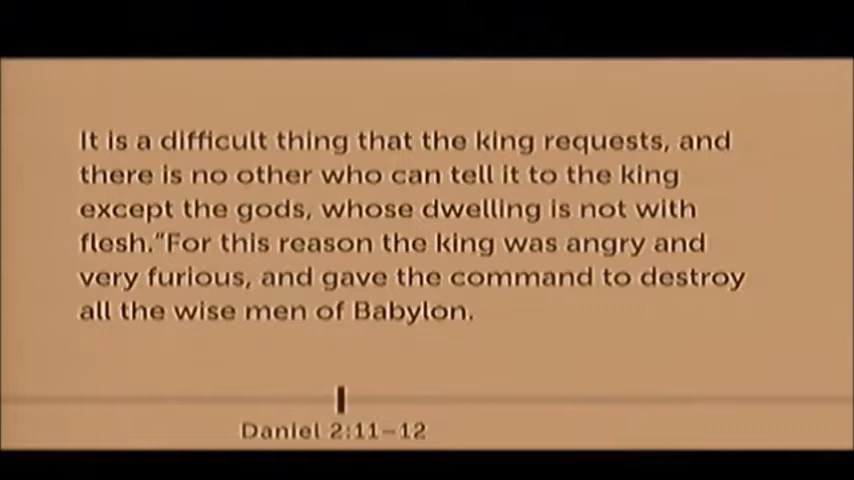 It is a difficult thing that the king requests, and
there is no other who can tell it to the king
except the gods, whose dwelling is not with
flesh."For this reason the king was angry and
very furious, and gave the command to destroy
all the wise men of Babylon.
Daniel 2:11–12